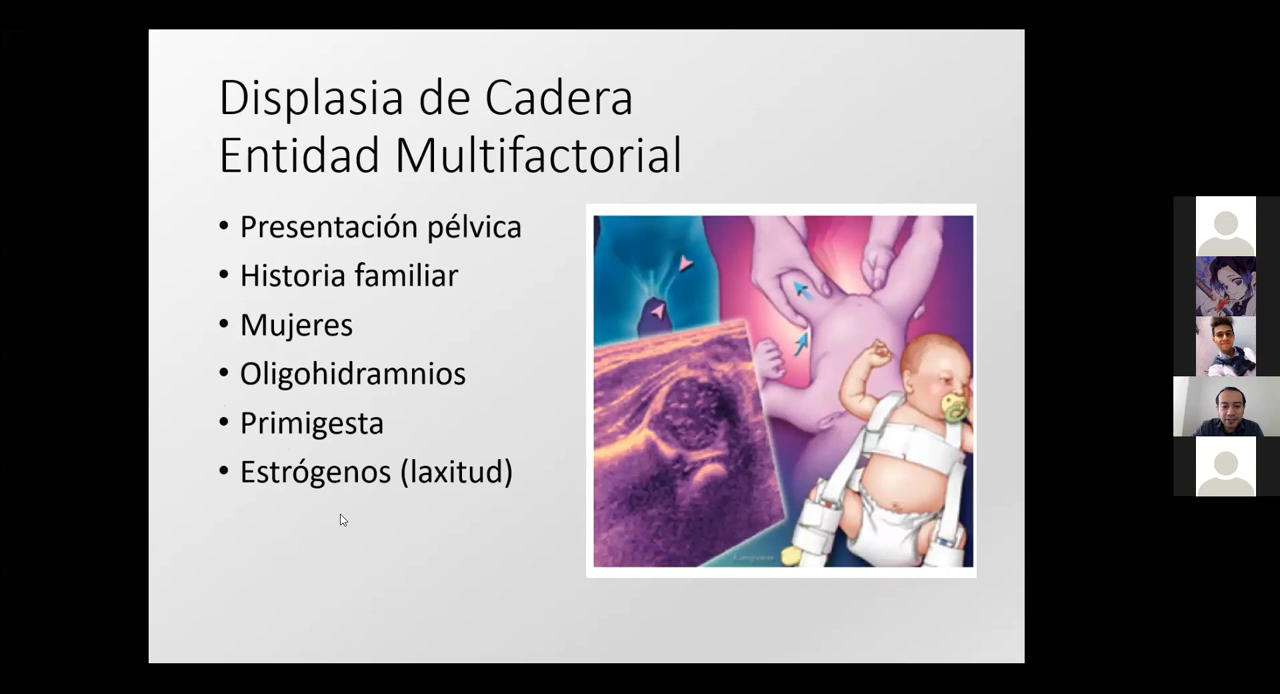 Displasia de Cadera
Entidad Multifactorial
• Presentación pélvica
• Historia familiar
• Mujeres
• Oligohidramnios
• Primigesta
• Estrógenos (laxitud)